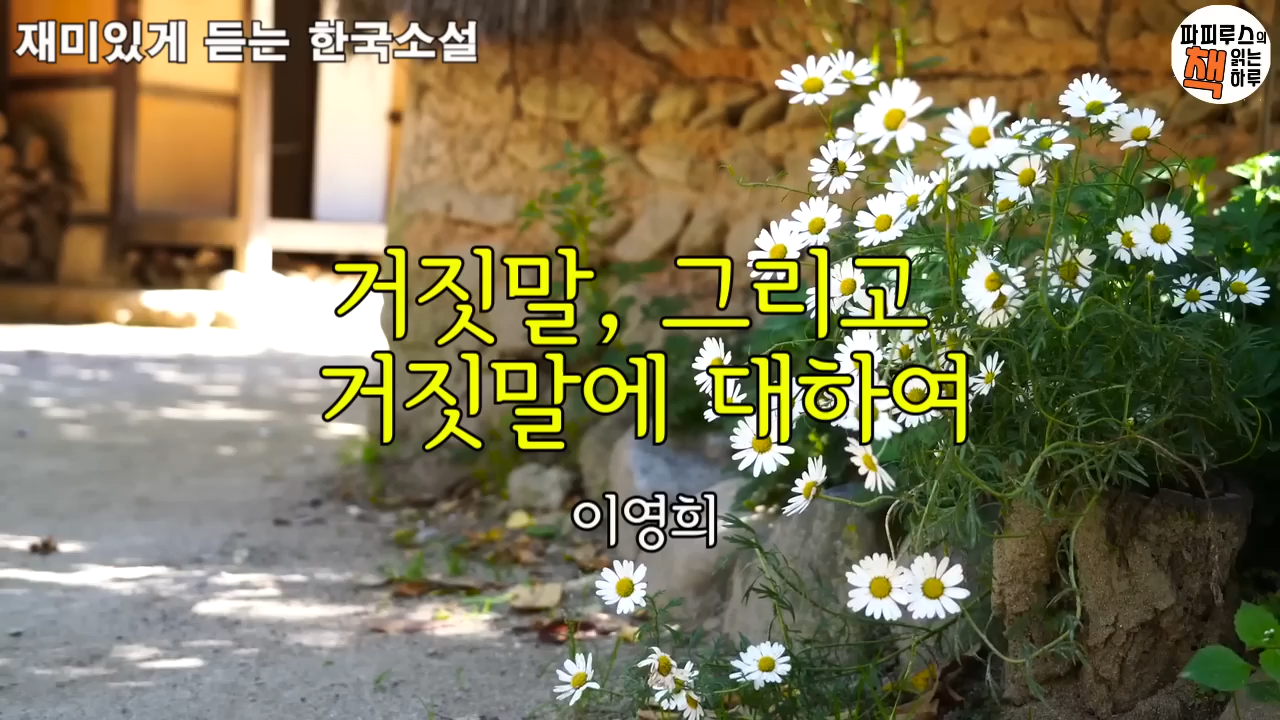 재미있게 듣는 한국소설
파피루스의
책 읽는
하루
거짓말, 그리고
거짓말에 대하여
이영희